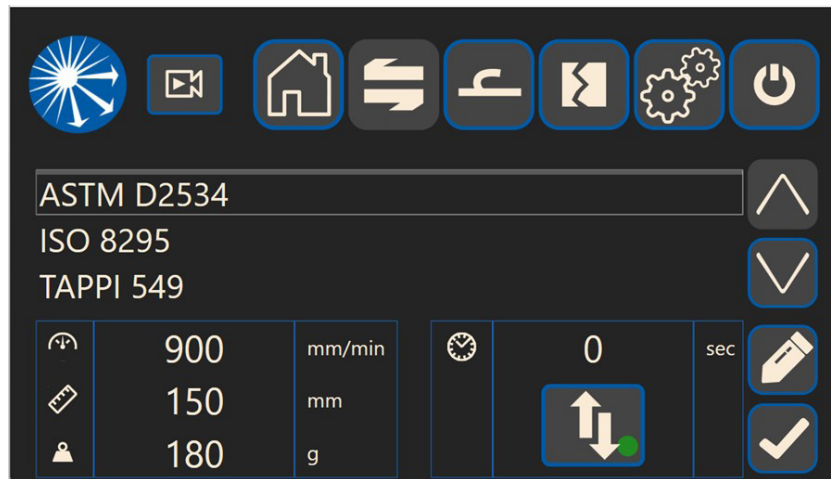 ASTM D2534
ISO 8295
TAPPI 549
900 mm/min
150 mm
180 g
0 sec